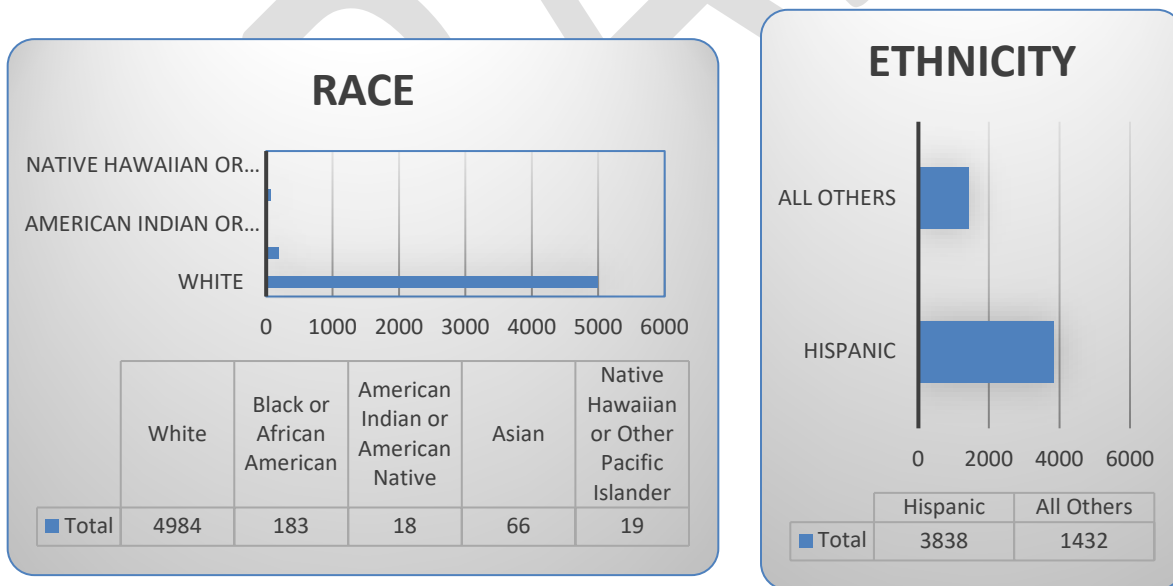 RACE
NATIVE HAWAIIAN OR...
AMERICAN INDIAN OR...
WHITE
0 1000 2000 3000 4000 5000 6000
White
Black or
African
American
American
Indian or
American
Native
Asian
Native
Hawaiian
or Other
Pacific
Islander
Total 4984 183 18 66 19
ETHNICITY
ALL OTHERS
HISPANIC
0 2000 4000 6000
Hispanic All Others
Total 3838 1432